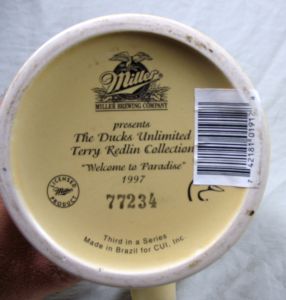 Miller
MILLER BREWING COMPANY
presents
The Ducks Unlimited
Terry Redlin Collection
"Welcome to Paradise"
1997
77234
LICENSED
Miller
PRODUCT
Third in a Series
Made in Brazil for CUI, Inc.